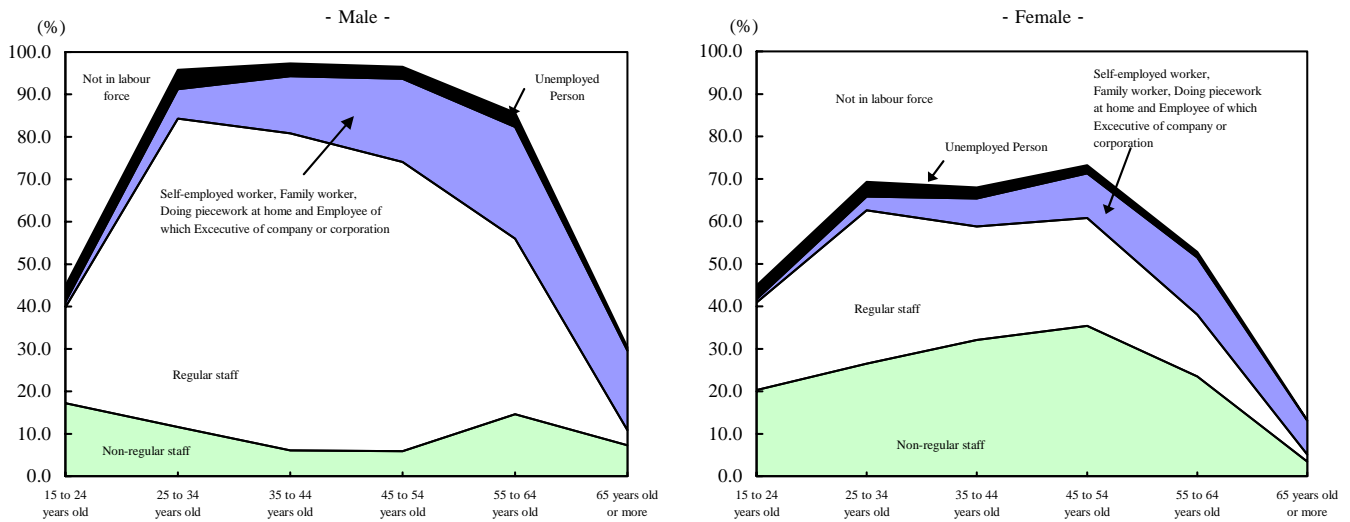 - Male -
(%)
100.0
90.0
80.0
70.0
60.0
50.0
40.0
30.0
20.0
10.0
0.0
Not in labour
force
Unemployed
Person
Self-employed worker, Family worker,
Doing piecework at home and Employee of
which Excecutive of company or corporation
Regular staff
Non-regular staff
15 to 24
years old
25 to 34
years old
35 to 44
years old
45 to 54
years old
55 to 64
years old
65 years old
or more
- Female -
(%)
100.0
90.0
80.0
70.0
60.0
50.0
40.0
30.0
20.0
10.0
0.0
Self-employed worker,
Family worker, Doing piecework
at home and Employee of which
Excecutive of company or
corporation
Not in labour force
Unemployed Person
Regular staff
Non-regular staff
15 to 24
years old
25 to 34
years old
35 to 44
years old
45 to 54
years old
55 to 64
years old
65 years old
or more